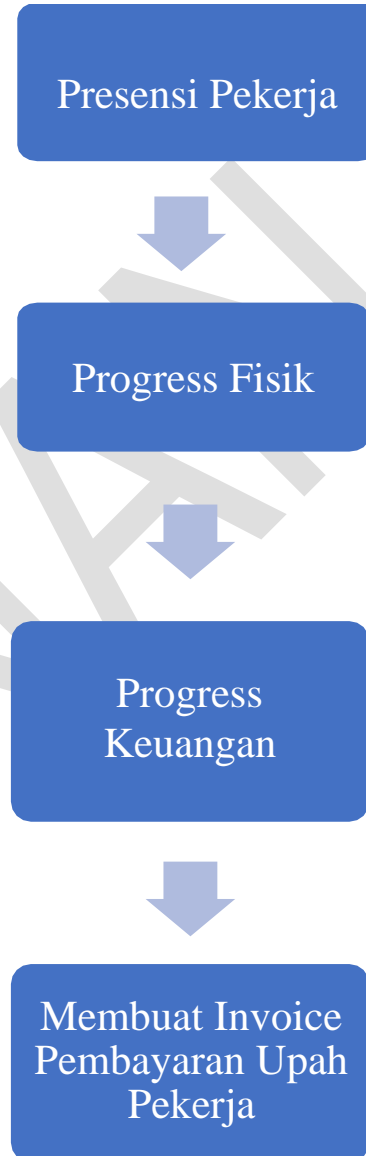 Presensi Pekerja
Progress Fisik
Progress
Keuangan
Membuat Invoice
Pembayaran Upah
Pekerja